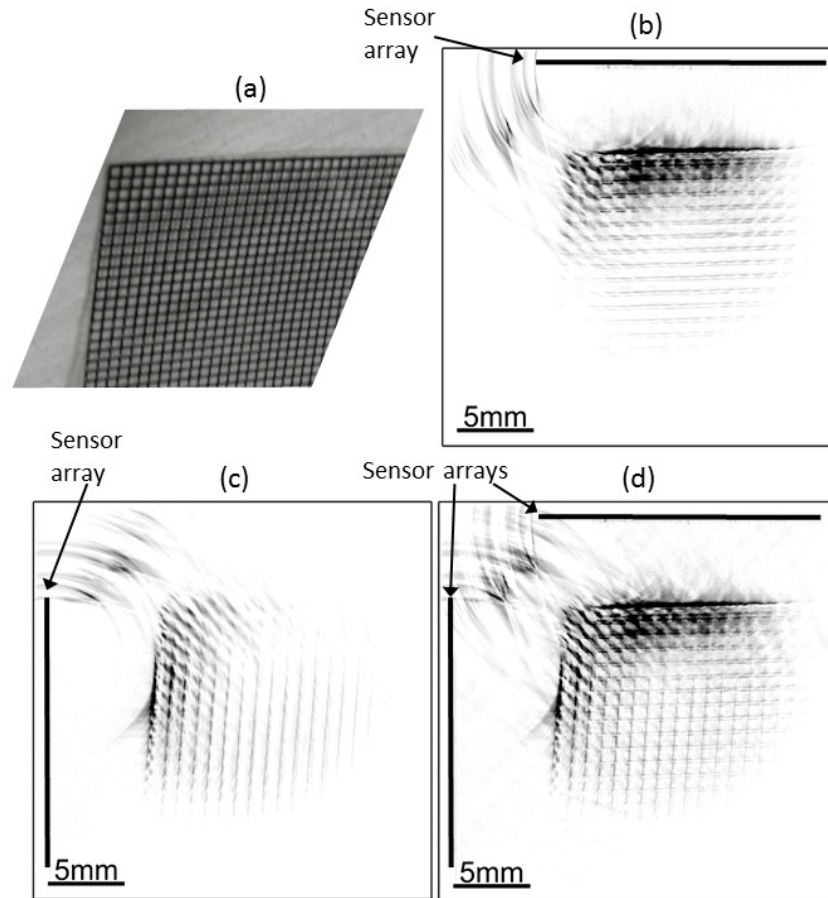 Sensor
array
(b)
(a)
5mm
Sensor
array
(c)
Sensor arrays
(d)
5mm
5mm